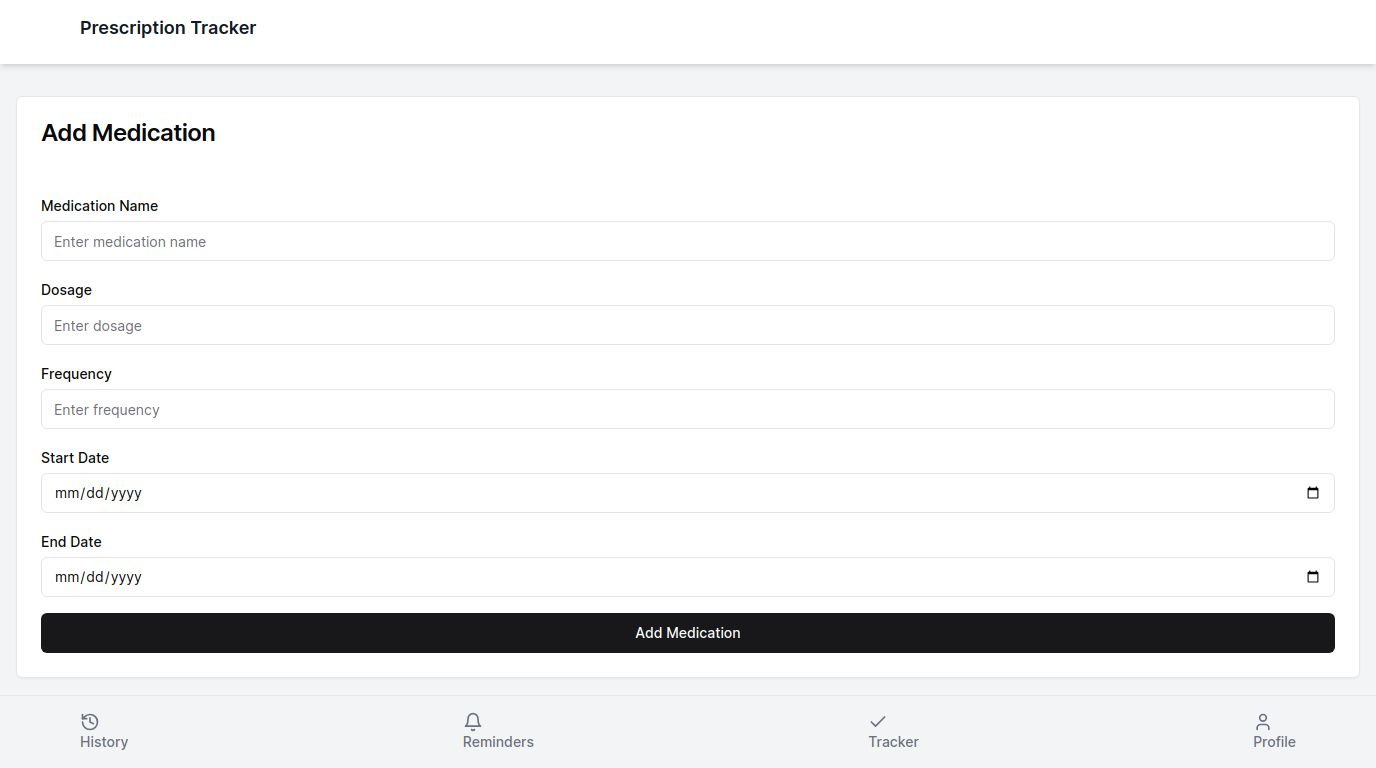 Prescription Tracker
Add Medication
Medication Name
Enter medication name
Dosage
Enter dosage
Frequency
Enter frequency
Start Date
mm/dd/yyyy
End Date
mm/dd/yyyy
Add Medication
History
Reminders
Tracker
Profile